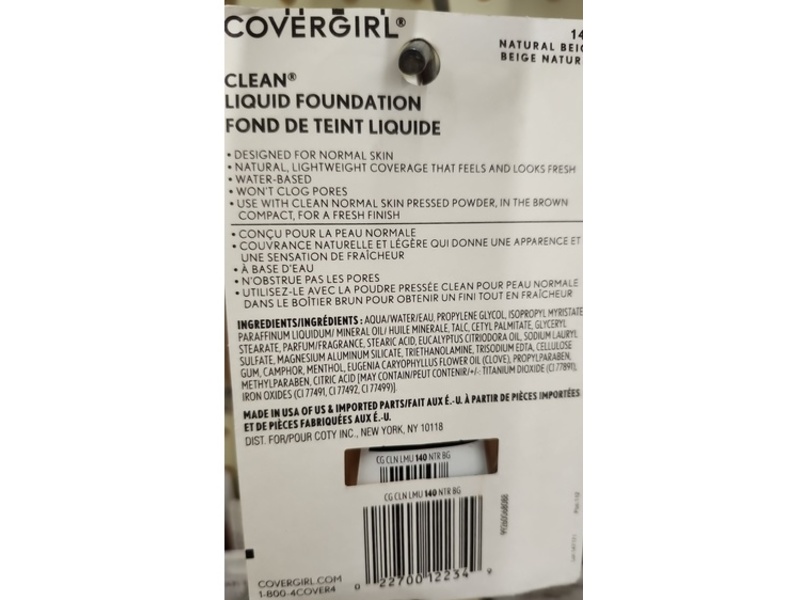 COVERGIRL®
14
NATURAL BEIG
BEIGE NATUR
CLEAN®
LIQUID FOUNDATION
FOND DE TEINT LIQUIDE
• DESIGNED FOR NORMAL SKIN
• NATURAL, LIGHTWEIGHT COVERAGE THAT FEELS AND LOOKS FRESH
• WATER-BASED
• WON'T CLOG PORES
• USE WITH CLEAN NORMAL SKIN PRESSED POWDER, IN THE BROWN
COMPACT, FOR A FRESH FINISH
• CONÇU POUR LA PEAU NORMALE
• COUVRANCE NATURELLE ET LÉGÈRE QUI DONNE UNE APPARENCE ET
UNE SENSATION DE FRAÎCHEUR
• À BASE D'EAU
• N'OBSTRUE PAS LES PORES
• UTILISEZ-LE AVEC LA POUDRE PRESSÉE CLEAN POUR PEAU NORMALE
DANS LE BOÎTIER BRUN POUR OBTENIR UN FINI TOUT EN FRAÎCHEUR
INGREDIENTS/INGRÉDIENTS: AQUA/WATER/EAU, PROPYLENE GLYCOL, ISOPROPYL MYRISTATE,
PARAFFINUM LIQUIDUM/ MINERAL OIL/ HUILE MINERALE, TALC, CETYL PALMITATE, GLYCERYL
STEARATE, PARFUM/FRAGRANCE, STEARIC ACID, EUCALYPTUS CITRIODORA OIL, SODIUM LAURYL
SULFATE, MAGNESIUM ALUMINUM SILICATE, TRIETHANOLAMINE, TRISODIUM EDTA, CELLULOSE
GUM, CAMPHOR, MENTHOL, EUGENIA CARYOPHYLLUS FLOWER OIL (CLOVE), PROPYLPARABEN,
METHYLPARABEN, CITRIC ACID [MAY CONTAIN/PEUT CONTENIR/+/-: TITANIUM DIOXIDE (CI 77891),
IRON OXIDES (CI 77491, CI 77492, CI 77499)].
MADE IN USA OF US & IMPORTED PARTS/FAIT AUX É.-U. À PARTIR DE PIÈCES IMPORTÉES
ET DE PIÈCES FABRIQUÉES AUX É.-U.
DIST. FOR/POUR COTY INC., NEW YORK, NY 10118
CG CLN LMU 140 NTR BG
CG CLN LMU 140 NTR BG
0 22700 12234 9
COVERGIRL.COM
1-800-4COVER4